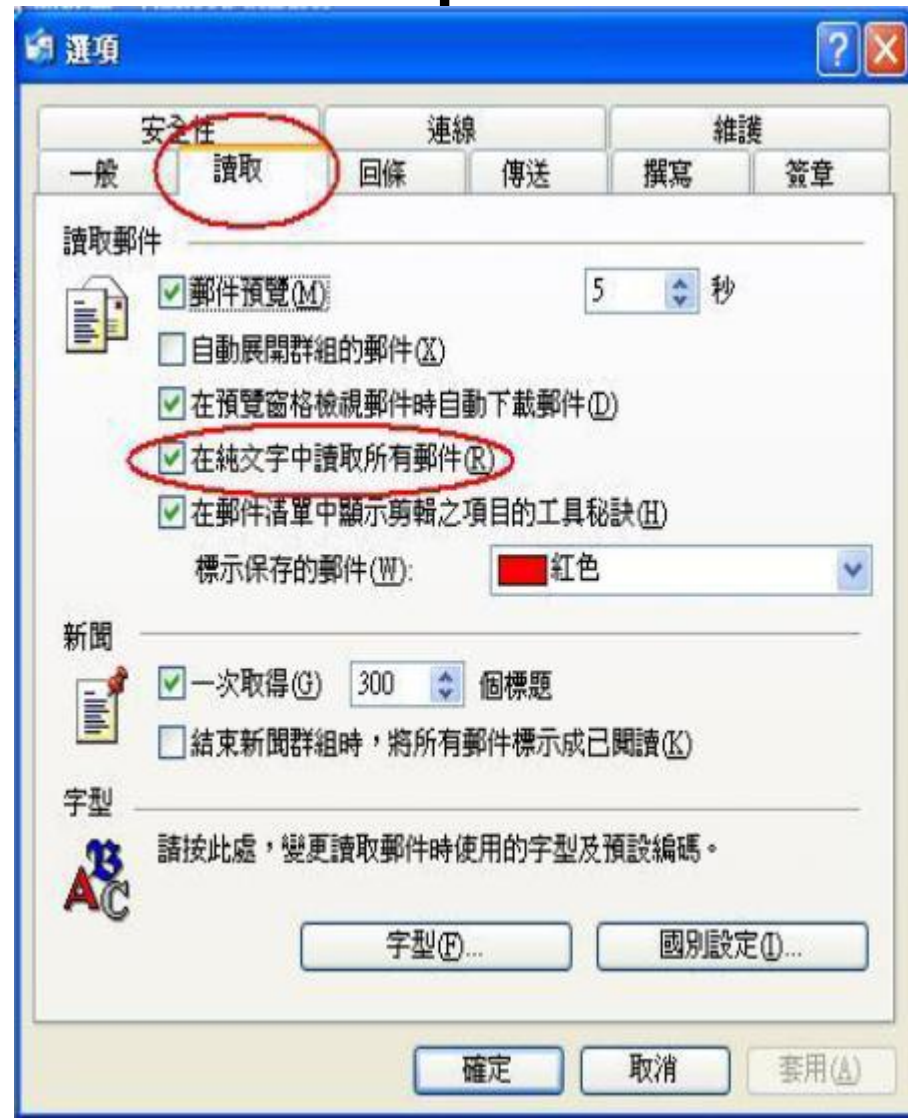 選項
安全性 連線 維護
一般 讀取 回條 傳送 撰寫 簽章
讀取郵件
郵件預覽(M) 5 秒
自動展開群組的郵件(X)
在預覽窗格檢視郵件時自動下載郵件(D)
在純文字中讀取所有郵件(R)
在郵件清單中顯示剪輯之項目的工具秘訣(H)
標示保存的郵件(W): 紅色
新聞
一次取得(G) 300 個標題
結束新聞群組時，將所有郵件標示成已閱讀(K)
字型
請按此處，變更讀取郵件時使用的字型及預設編碼。
字型(F)... 國別設定(I)...
確定 取消 套用(A)